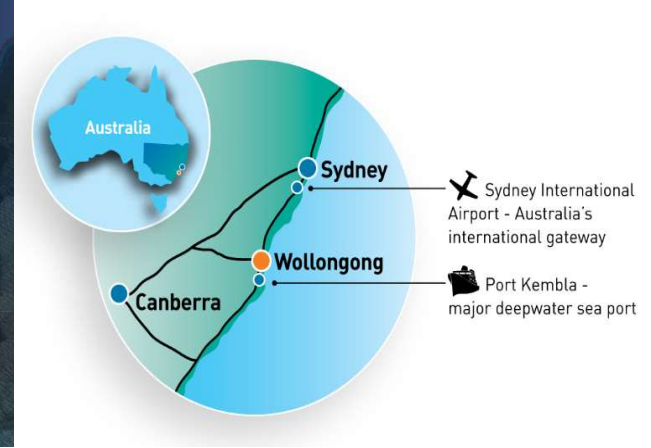 Australia
Sydney
Sydney International
Airport - Australia's
international gateway
Wollongong
Canberra
Port Kembla -
major deepwater sea port